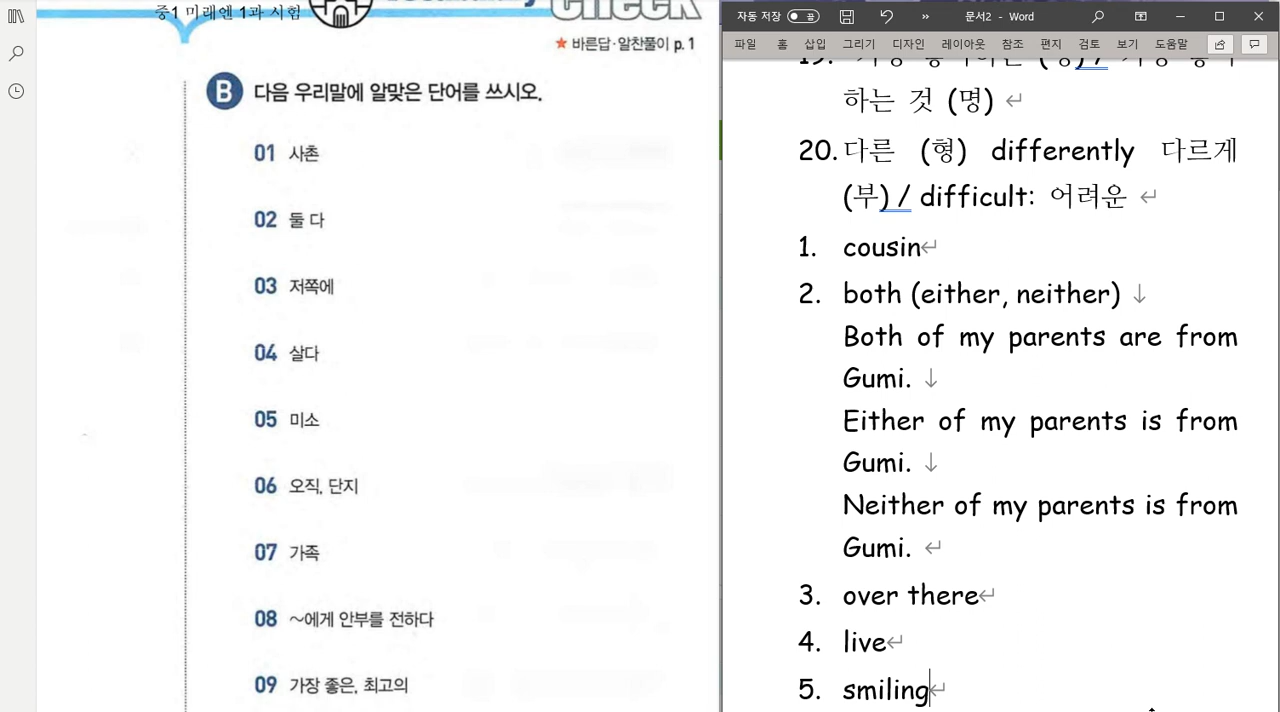 중1 미래엔 1과 시험
Check
★ 바른답·알찬풀이 p. 1
B 다음 우리말에 알맞은 단어를 쓰시오.
01 사촌
02 둘 다
03 저쪽에
04 살다
05 미소
06 오직, 단지
07 가족
08 ~에게 안부를 전하다
09 가장 좋은, 최고의
자동 저장 끔 문서2 - Word
파일 홈 삽입 그리기 디자인 레이아웃 참조 편지 검토 보기 도움말
하는 것 (명) ↵
20. 다른 (형) differently 다르게
(부) / difficult: 어려운 ↵
1. cousin↵
2. both (either, neither) ↓
Both of my parents are from
Gumi. ↓
Either of my parents is from
Gumi. ↓
Neither of my parents is from
Gumi. ↵
3. over there↵
4. live↵
5. smiling↵